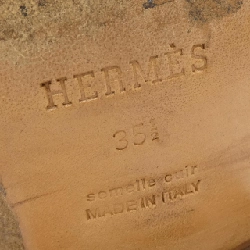 HERMÈS
35½
semelle cuir
MADE IN ITALY